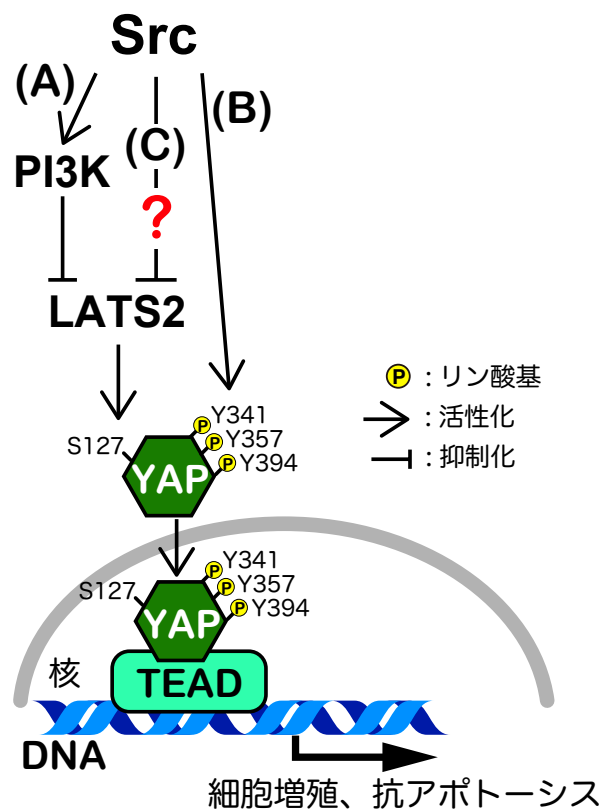 Src
(A)
(B)
(C)
PI3K
?
LATS2
P : リン酸基
: 活性化
: 抑制化
S127
YAP
P Y341
P Y357
P Y394
S127
YAP
P Y341
P Y357
P Y394
核
TEAD
DNA
細胞増殖、抗アポトーシス